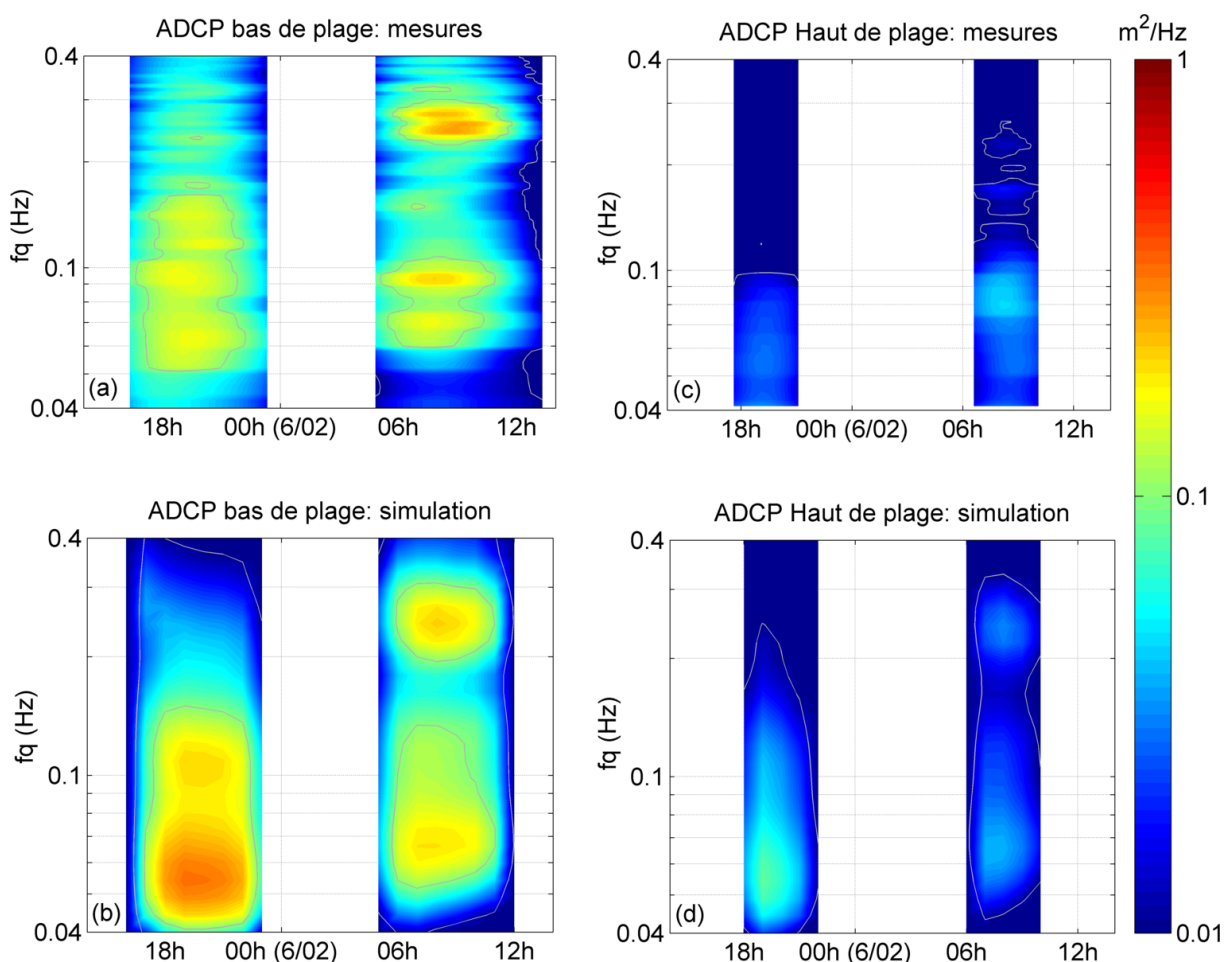 ADCP bas de plage: mesures
0.4
0.1
0.04
fq (Hz)
(a)
18h 00h (6/02) 06h 12h
ADCP Haut de plage: mesures
0.4
0.1
0.04
fq (Hz)
(c)
18h 00h (6/02) 06h 12h
m²/Hz
1
0.1
0.01
ADCP bas de plage: simulation
0.4
0.1
0.04
fq (Hz)
(b)
18h 00h (6/02) 06h 12h
ADCP Haut de plage: simulation
0.4
0.1
0.04
fq (Hz)
(d)
18h 00h (6/02) 06h 12h